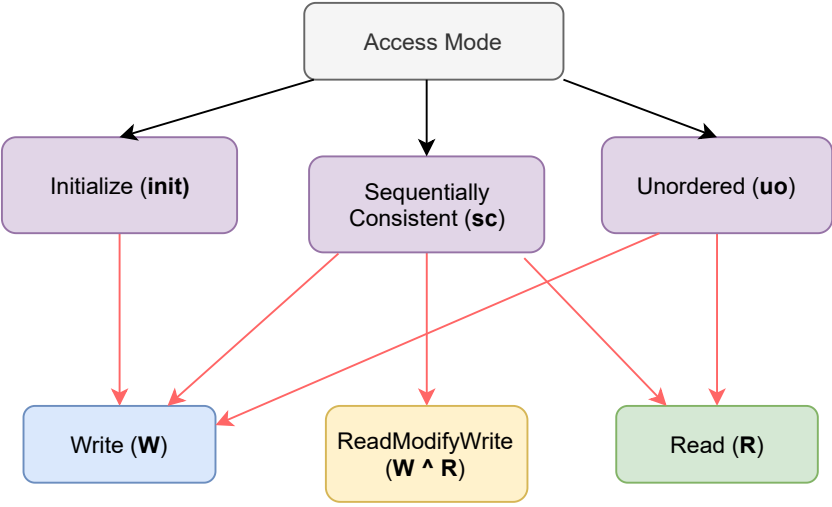 Access Mode
Initialize (init)
Sequentially
Consistent (sc)
Unordered (uo)
Write (W)
ReadModifyWrite
(W ^ R)
Read (R)